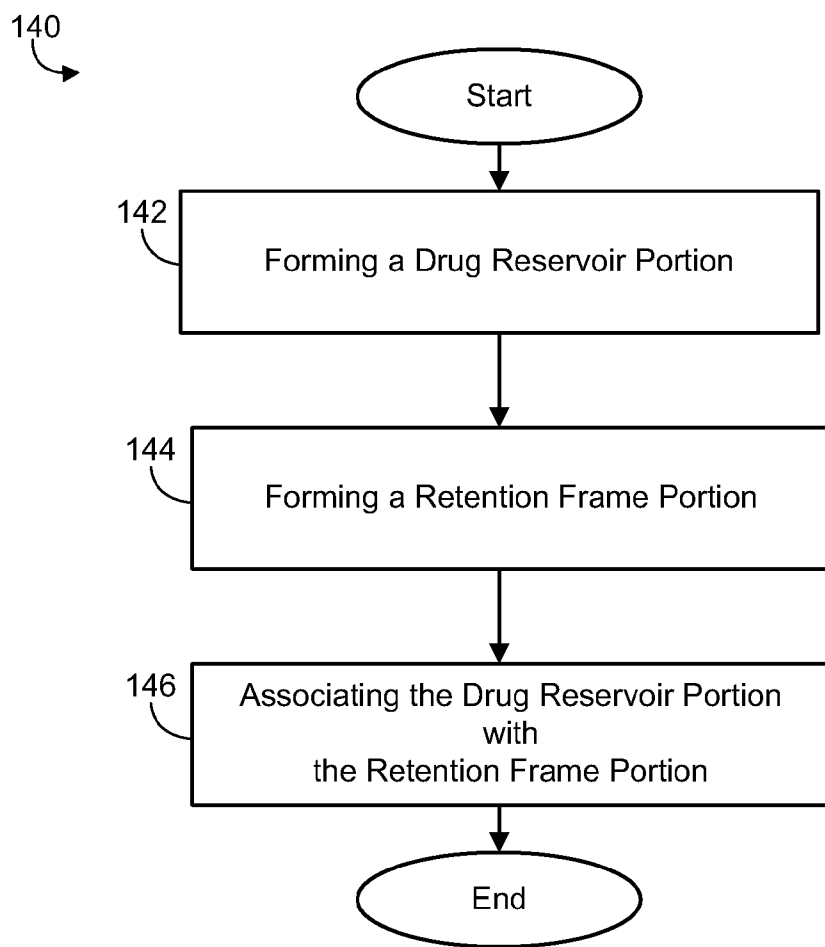 140
Start
142
Forming a Drug Reservoir Portion
144
Forming a Retention Frame Portion
146
Associating the Drug Reservoir Portion
with
the Retention Frame Portion
End